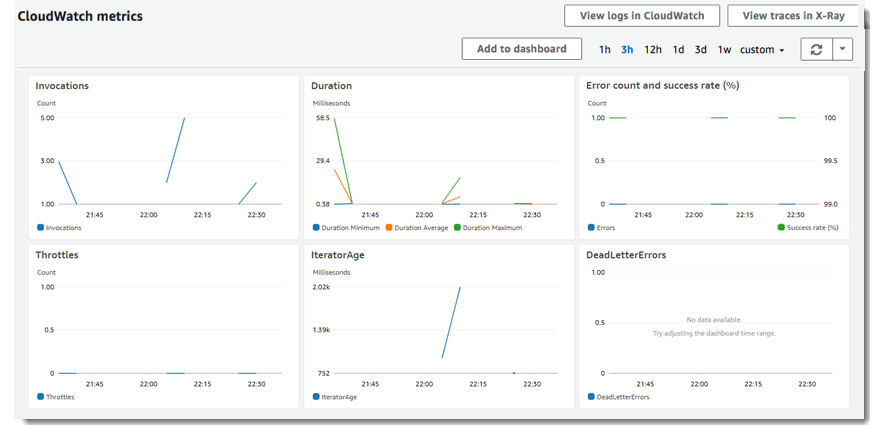 CloudWatch metrics
View logs in CloudWatch
View traces in X-Ray
Add to dashboard
1h 3h 12h 1d 3d 1w custom
Invocations
Count
5.00
3.00
1.00
21:45 22:00 22:15 22:30
Invocations
Duration
Milliseconds
58.5
29.4
0.38
21:45 22:00 22:15 22:30
Duration Minimum Duration Average Duration Maximum
Error count and success rate (%)
Count
1.00 100
0.5 99.5
0 99.0
21:45 22:00 22:15 22:30
Errors Success rate (%)
Throttles
Count
1.00
0.5
0
21:45 22:00 22:15 22:30
Throttles
IteratorAge
Milliseconds
2.02k
1.39k
752
21:45 22:00 22:15 22:30
IteratorAge
DeadLetterErrors
1.00
0.5
0
No data available.
Try adjusting the dashboard time range.
21:45 22:00 22:15 22:30
DeadLetterErrors